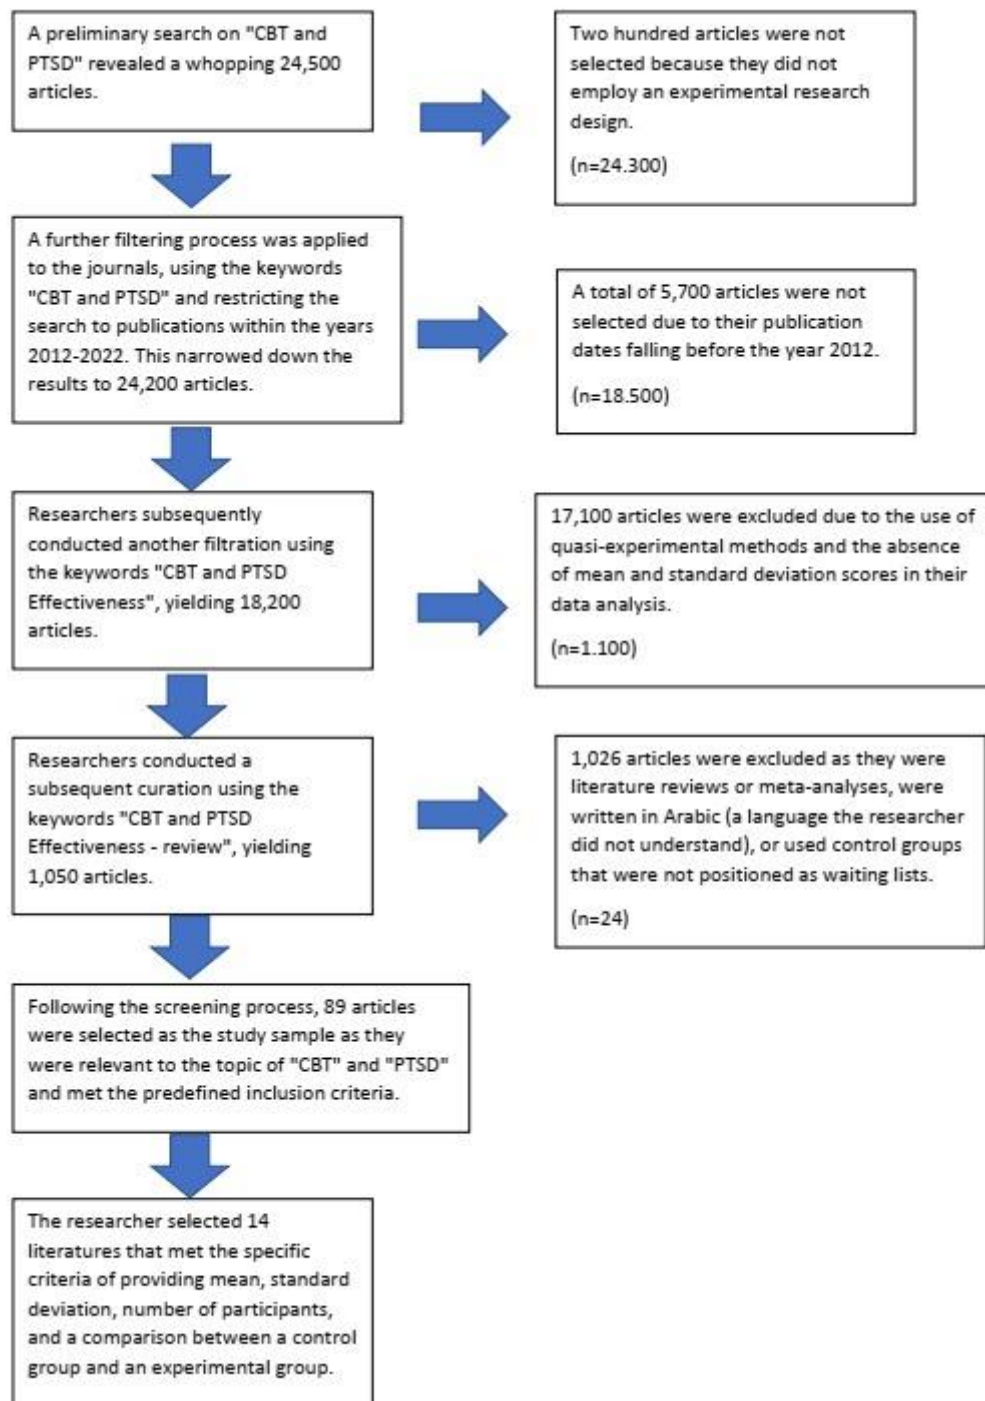 A preliminary search on "CBT and
PTSD" revealed a whopping 24,500
articles.
Two hundred articles were not
selected because they did not
employ an experimental research
design.
(n=24.300)
A further filtering process was applied
to the journals, using the keywords
"CBT and PTSD" and restricting the
search to publications within the years
2012-2022. This narrowed down the
results to 24,200 articles.
A total of 5,700 articles were not
selected due to their publication
dates falling before the year 2012.
(n=18.500)
Researchers subsequently
conducted another filtration using
the keywords "CBT and PTSD
Effectiveness", yielding 18,200
articles.
17,100 articles were excluded due to the use of
quasi-experimental methods and the absence
of mean and standard deviation scores in their
data analysis.
(n=1.100)
Researchers conducted a
subsequent curation using the
keywords "CBT and PTSD
Effectiveness - review", yielding
1,050 articles.
1,026 articles were excluded as they were
literature reviews or meta-analyses, were
written in Arabic (a language the researcher
did not understand), or used control groups
that were not positioned as waiting lists.
(n=24)
Following the screening process, 89 articles
were selected as the study sample as they
were relevant to the topic of "CBT" and "PTSD"
and met the predefined inclusion criteria.
The researcher selected 14
literatures that met the specific
criteria of providing mean, standard
deviation, number of participants,
and a comparison between a control
group and an experimental group.